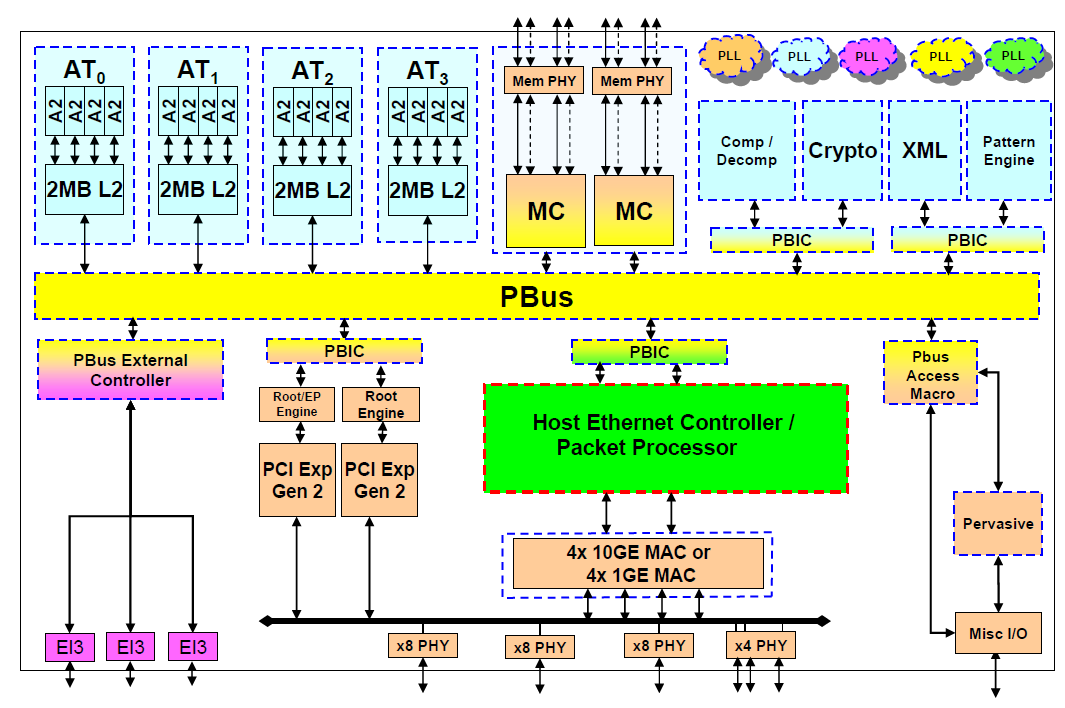 AT0 AT1 AT2 AT3
A2 A2 A2 A2 A2 A2 A2 A2 A2 A2 A2 A2 A2 A2 A2 A2
2MB L2 2MB L2 2MB L2 2MB L2
Mem PHY Mem PHY
MC MC
PLL PLL PLL PLL PLL
Comp /
Decomp
Crypto
XML
Pattern
Engine
PBIC PBIC
PBus
PBus External
Controller
PBIC
Root/EP
Engine
Root
Engine
PCI Exp
Gen 2
PCI Exp
Gen 2
PBIC
Host Ethernet Controller /
Packet Processor
4x 10GE MAC or
4x 1GE MAC
Pbus
Access
Macro
Pervasive
Misc I/O
EI3 EI3 EI3
x8 PHY x8 PHY x8 PHY x4 PHY